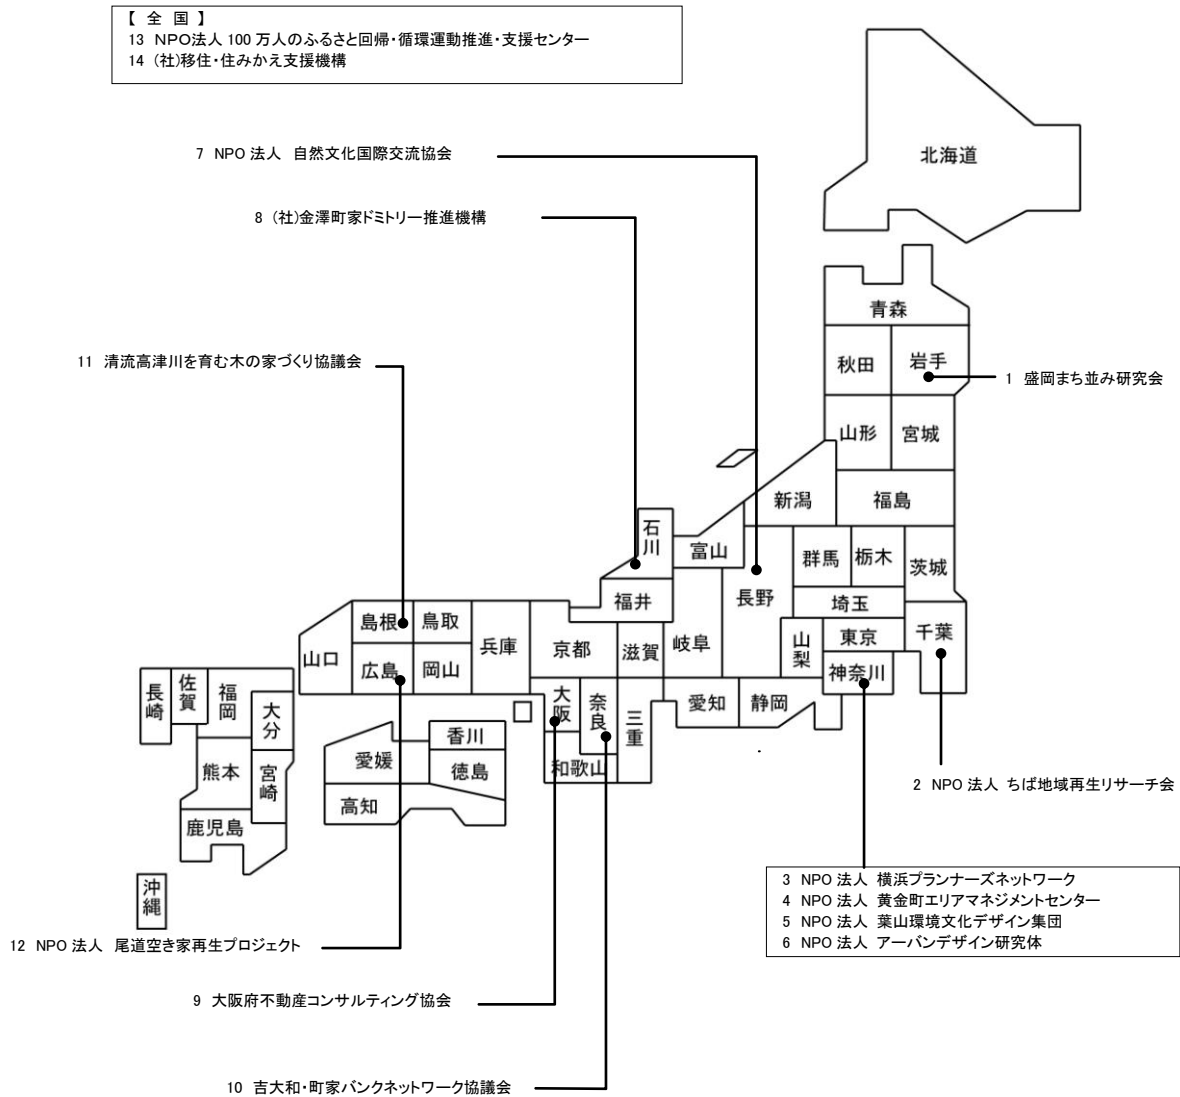 【 全 国 】
13 NPO法人 100 万人のふるさと回帰・循環運動推進・支援センター
14 (社)移住・住みかえ支援機構
7 NPO 法人 自然文化国際交流協会
北海道
8 (社)金澤町家ドミトリー推進機構
青森
11 清流高津川を育む木の家づくり協議会
秋田
岩手
1 盛岡まち並み研究会
山形
宮城
新潟
福島
石川
富山
群馬
栃木
茨城
福井
長野
埼玉
島根
鳥取
兵庫
京都
滋賀
岐阜
山梨
東京
千葉
山口
広島
岡山
神奈川
長崎
佐賀
福岡
大分
大阪
奈良
三重
愛知
静岡
香川
愛媛
徳島
和歌山
熊本
宮崎
高知
2 NPO 法人 ちば地域再生リサーチ会
鹿児島
沖縄
3 NPO 法人 横浜プランナーズネットワーク
4 NPO 法人 黄金町エリアマネジメントセンター
5 NPO 法人 葉山環境文化デザイン集団
6 NPO 法人 アーバンデザイン研究体
12 NPO 法人 尾道空き家再生プロジェクト
9 大阪府不動産コンサルティング協会
10 吉大和・町家バンクネットワーク協議会